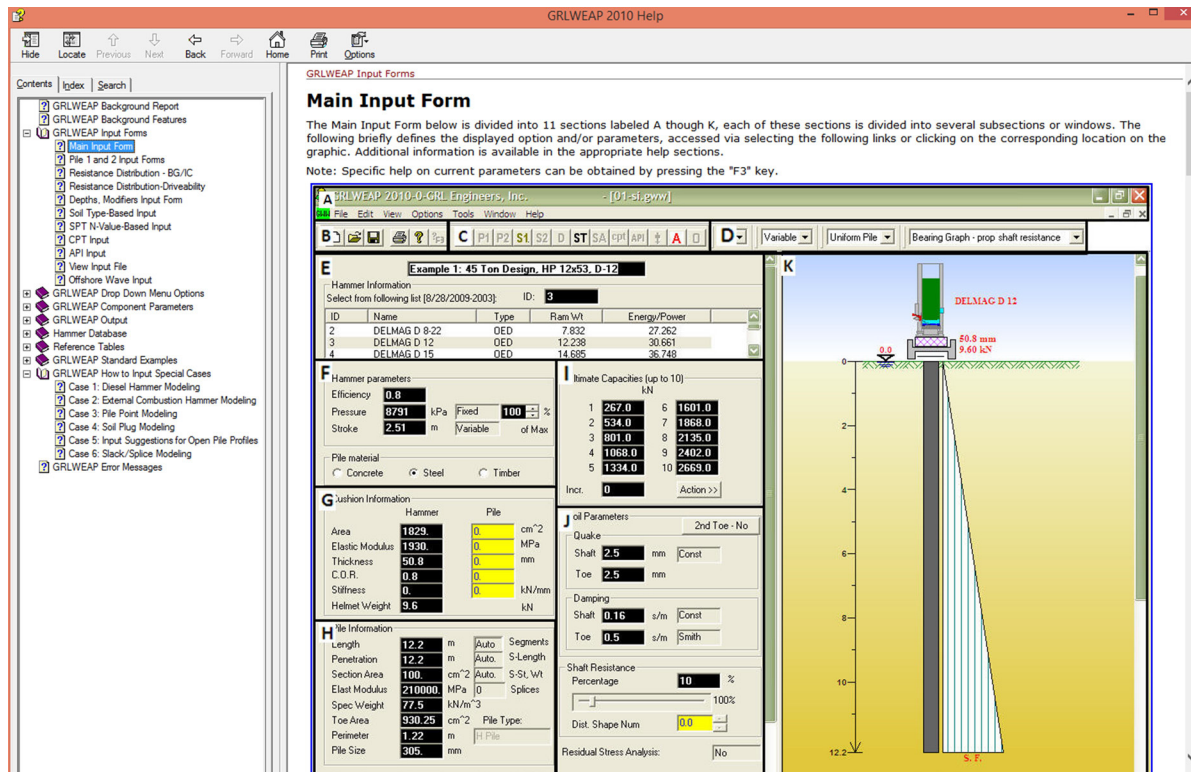 GRLWEAP 2010 Help
Hide Locate Previous Next Back Forward Home Print Options
Contents Index Search
GRLWEAP Background Report
GRLWEAP Background Features
GRLWEAP Input Forms
Main Input Form
Pile 1 and 2 Input Forms
Resistance Distribution - BG/IC
Resistance Distribution-Driveability
Depths, Modifiers Input Form
Soil Type-Based Input
SPT N-Value-Based Input
CPT Input
API Input
View Input File
Offshore Wave Input
GRLWEAP Drop Down Menu Options
GRLWEAP Component Parameters
GRLWEAP Output
Hammer Database
Reference Tables
GRLWEAP Standard Examples
GRLWEAP How to Input Special Cases
Case 1: Diesel Hammer Modeling
Case 2: External Combustion Hammer Modeling
Case 3: Pile Point Modeling
Case 4: Soil Plug Modeling
Case 5: Input Suggestions for Open Pile Profiles
Case 6: Slack/Splice Modeling
GRLWEAP Error Messages
GRLWEAP Input Forms
Main Input Form
The Main Input Form below is divided into 11 sections labeled A though K, each of these sections is divided into several subsections or windows. The
following briefly defines the displayed option and/or parameters, accessed via selecting the following links or clicking on the corresponding location on the
graphic. Additional information is available in the appropriate help sections.
Note: Specific help on current parameters can be obtained by pressing the "F3" key.
A GRLWEAP 2010-0-GRL Engineers, Inc. - [01-si.gww]
File Edit View Options Tools Window Help
B C P1 P2 S1 S2 D ST SA cpt API A O D Variable Uniform Pile Bearing Graph - prop shaft resistance
E Example 1: 45 Ton Design, HP 12x53, D-12
Hammer Information
Select from following list [8/28/2009-2003]: ID: 3
ID Name Type Ram Wt Energy/Power
2 DELMAG D 8-22 OED 7.832 27.262
3 DELMAG D 12 OED 12.238 30.661
4 DELMAG D 15 OED 14.685 36.748
F Hammer parameters
Efficiency 0.8
Pressure 8791 kPa Fixed 100 %
Stroke 2.51 m Variable of Max
Pile material
Concrete Steel Timber
G Cushion Information
Hammer Pile
Area 1829. 0. cm^2
Elastic Modulus 1930. 0. MPa
Thickness 50.8 0. mm
C.O.R. 0.8 0.
Stiffness 0. 0. kN/mm
Helmet Weight 9.6 kN
H Pile Information
Length 12.2 m Auto Segments
Penetration 12.2 m Auto. S-Length
Section Area 100. cm^2 Auto. S-St, Wt
Elast Modulus 210000. MPa 0 Splices
Spec Weight 77.5 kN/m^3
Toe Area 930.25 cm^2 Pile Type:
Perimeter 1.22 m H Pile
Pile Size 305. mm
I ltimate Capacities (up to 10)
kN
1 267.0 6 1601.0
2 534.0 7 1868.0
3 801.0 8 2135.0
4 1068.0 9 2402.0
5 1334.0 10 2669.0
Incr. 0 Action >>
J oil Parameters
2nd Toe - No
Quake
Shaft 2.5 mm Const
Toe 2.5 mm
Damping
Shaft 0.16 s/m Const
Toe 0.5 s/m Smith
Shaft Resistance
Percentage 10 %
100%
Dist. Shape Num 0.0
Residual Stress Analysis: No
K
DELMAG D 12
50.8 mm
9.60 kN
0.0
0
2
4
6
8
10
12.2
S. F.